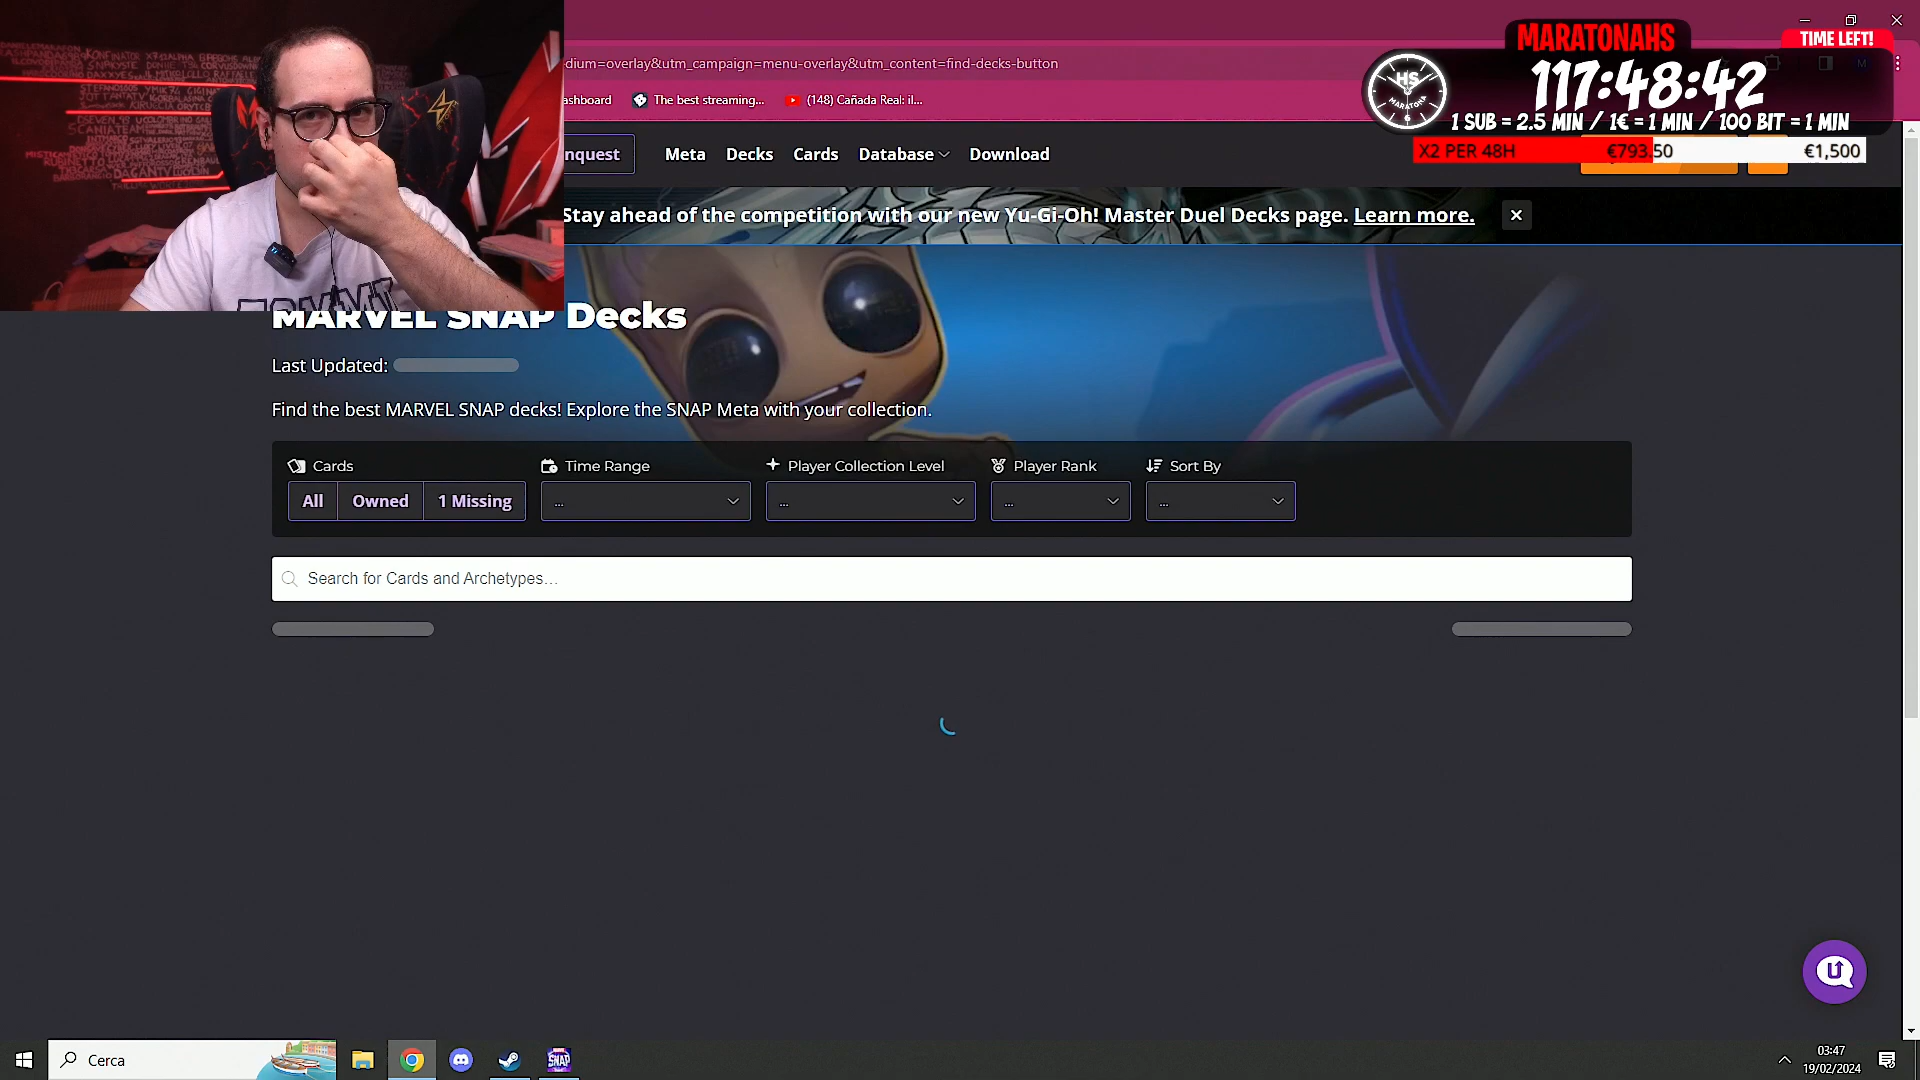 dium=overlay&utm_campaign=menu-overlay&utm_content=find-decks-button
ashboard
The best streaming...
(148) Cañada Real: il...
MARATONAHS
TIME LEFT!
HS
MARATONA
117:48:42
1 SUB = 2.5 MIN / 1€ = 1 MIN / 100 BIT = 1 MIN
X2 PER 48H €793.50 €1,500
nquest
Meta
Decks
Cards
Database
Download
Stay ahead of the competition with our new Yu-Gi-Oh! Master Duel Decks page. Learn more.
MARVEL SNAP Decks
Last Updated:
Find the best MARVEL SNAP decks! Explore the SNAP Meta with your collection.
Cards
Time Range
Player Collection Level
Player Rank
Sort By
All
Owned
1 Missing
...
...
...
...
Search for Cards and Archetypes...
Cerca
SNAP
03:47
19/02/2024